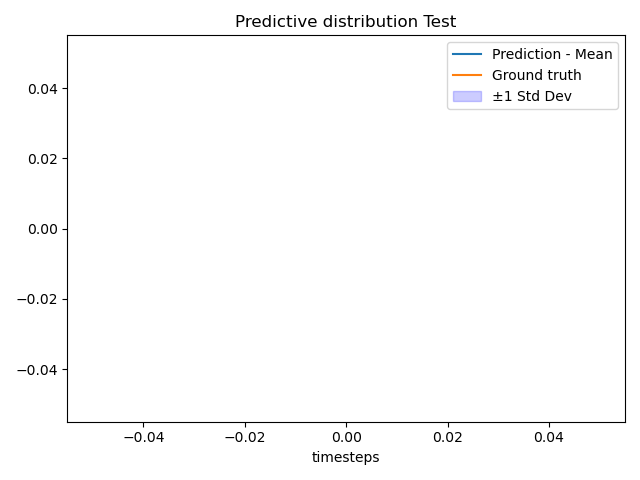 Predictive distribution Test
Prediction - Mean
Ground truth
±1 Std Dev
0.04
0.02
0.00
−0.02
−0.04
−0.04 −0.02 0.00 0.02 0.04
timesteps